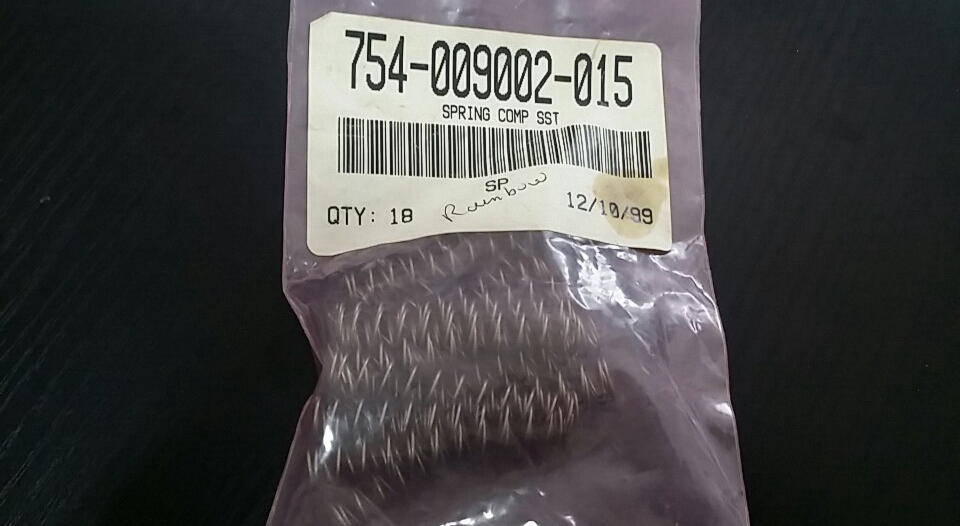 754-009002-015
SPRING COMP SST
SP
Rainbow
QTY: 18
12/10/99